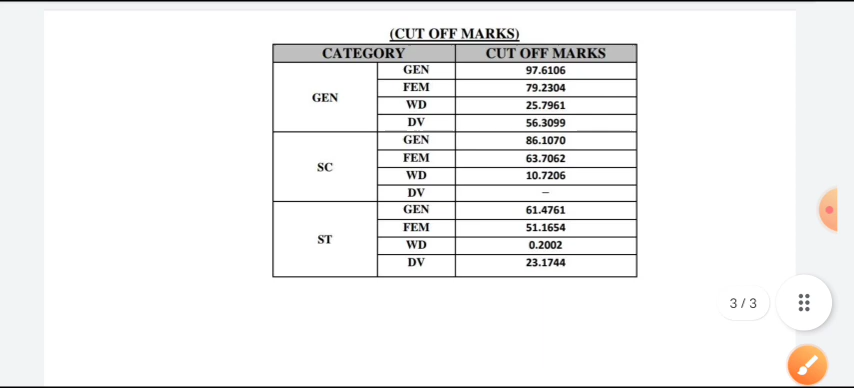 (CUT OFF MARKS)
CATEGORY CUT OFF MARKS
GEN GEN 97.6106
FEM 79.2304
WD 25.7961
DV 56.3099
SC GEN 86.1070
FEM 63.7062
WD 10.7206
DV –
ST GEN 61.4761
FEM 51.1654
WD 0.2002
DV 23.1744
3 / 3